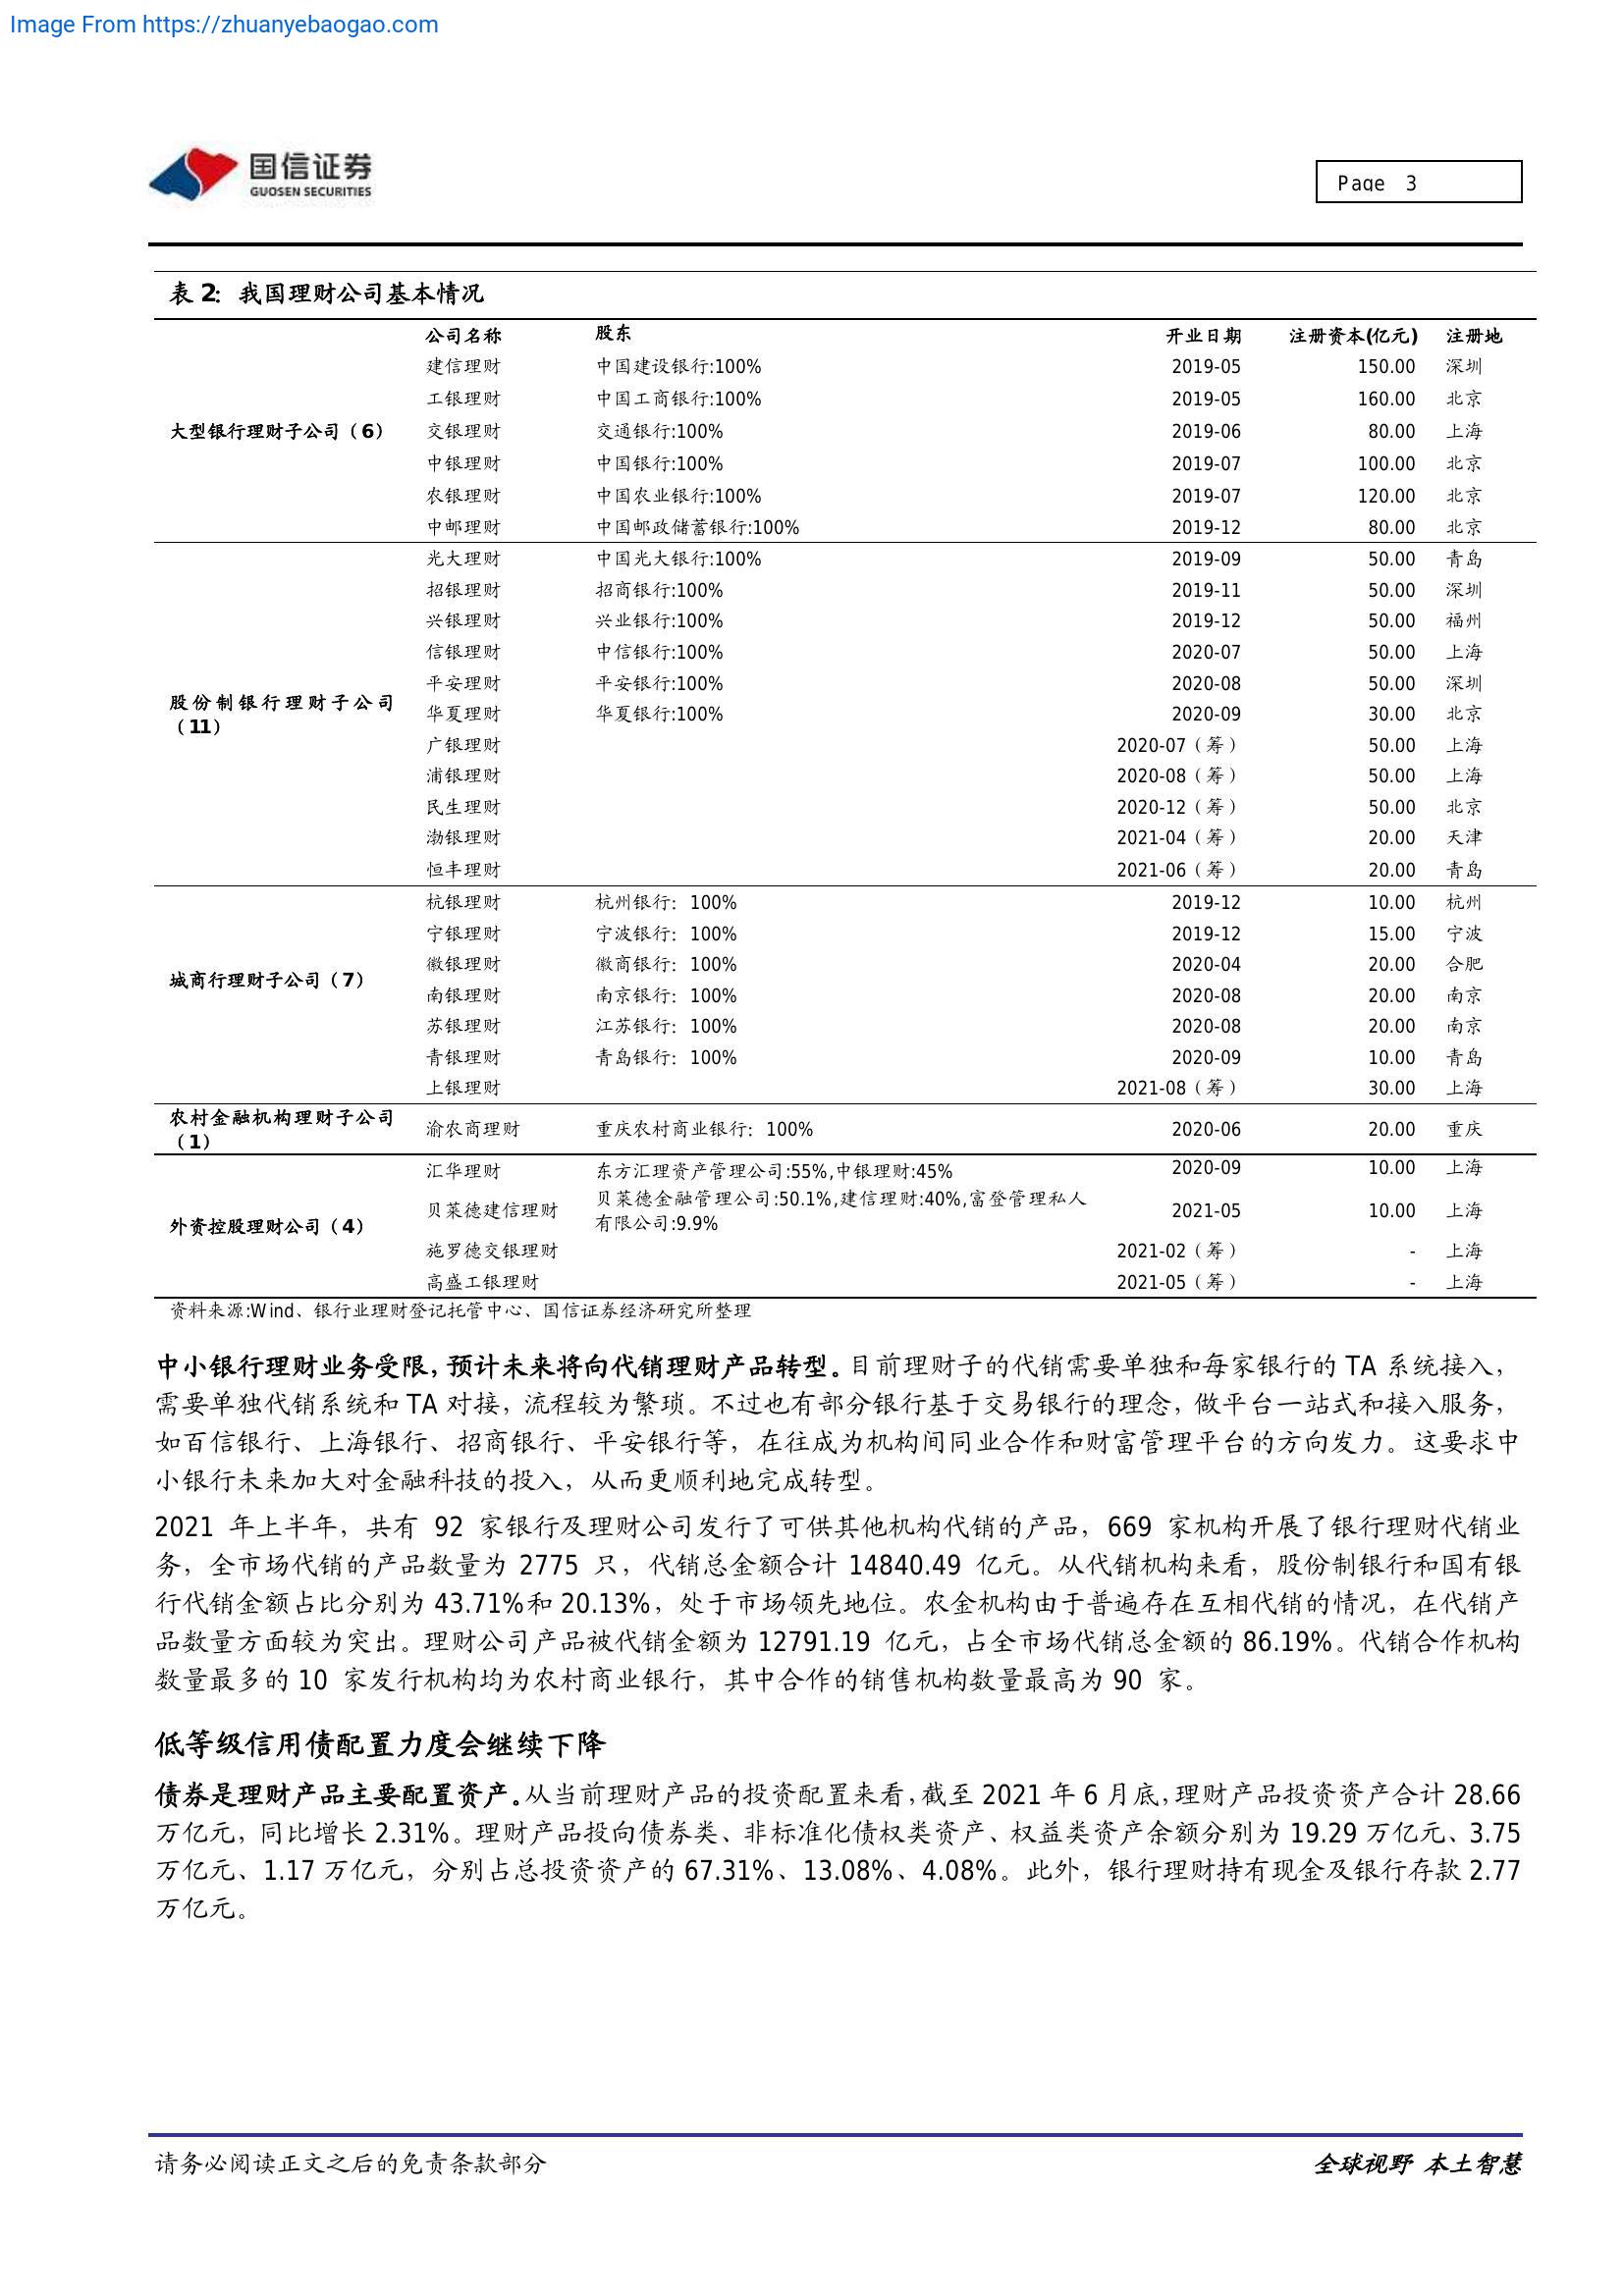 Image From https://zhuanyebaogao.com
国信证券
GUOSEN SECURITIES
Page 3
表 2：我国理财公司基本情况
公司名称 股东 开业日期 注册资本(亿元) 注册地
大型银行理财子公司（6）
建信理财 中国建设银行:100% 2019-05 150.00 深圳
工银理财 中国工商银行:100% 2019-05 160.00 北京
交银理财 交通银行:100% 2019-06 80.00 上海
中银理财 中国银行:100% 2019-07 100.00 北京
农银理财 中国农业银行:100% 2019-07 120.00 北京
中邮理财 中国邮政储蓄银行:100% 2019-12 80.00 北京
股份制银行理财子公司
（11）
光大理财 中国光大银行:100% 2019-09 50.00 青岛
招银理财 招商银行:100% 2019-11 50.00 深圳
兴银理财 兴业银行:100% 2019-12 50.00 福州
信银理财 中信银行:100% 2020-07 50.00 上海
平安理财 平安银行:100% 2020-08 50.00 深圳
华夏理财 华夏银行:100% 2020-09 30.00 北京
广银理财 2020-07（筹） 50.00 上海
浦银理财 2020-08（筹） 50.00 上海
民生理财 2020-12（筹） 50.00 北京
渤银理财 2021-04（筹） 20.00 天津
恒丰理财 2021-06（筹） 20.00 青岛
城商行理财子公司（7）
杭银理财 杭州银行：100% 2019-12 10.00 杭州
宁银理财 宁波银行：100% 2019-12 15.00 宁波
徽银理财 徽商银行：100% 2020-04 20.00 合肥
南银理财 南京银行：100% 2020-08 20.00 南京
苏银理财 江苏银行：100% 2020-08 20.00 南京
青银理财 青岛银行：100% 2020-09 10.00 青岛
上银理财 2021-08（筹） 30.00 上海
农村金融机构理财子公司
（1）
渝农商理财 重庆农村商业银行：100% 2020-06 20.00 重庆
外资控股理财公司（4）
汇华理财 东方汇理资产管理公司:55%,中银理财:45% 2020-09 10.00 上海
贝莱德建信理财 贝莱德金融管理公司:50.1%,建信理财:40%,富登管理私人
有限公司:9.9% 2021-05 10.00 上海
施罗德交银理财 2021-02（筹） - 上海
高盛工银理财 2021-05（筹） - 上海
资料来源:Wind、银行业理财登记托管中心、国信证券经济研究所整理
中小银行理财业务受限，预计未来将向代销理财产品转型。目前理财子的代销需要单独和每家银行的 TA 系统接入，
需要单独代销系统和 TA 对接，流程较为繁琐。不过也有部分银行基于交易银行的理念，做平台一站式和接入服务，
如百信银行、上海银行、招商银行、平安银行等，在往成为机构间同业合作和财富管理平台的方向发力。这要求中
小银行未来加大对金融科技的投入，从而更顺利地完成转型。
2021 年上半年，共有 92 家银行及理财公司发行了可供其他机构代销的产品，669 家机构开展了银行理财代销业
务，全市场代销的产品数量为 2775 只，代销总金额合计 14840.49 亿元。从代销机构来看，股份制银行和国有银
行代销金额占比分别为 43.71%和 20.13%，处于市场领先地位。农金机构由于普遍存在互相代销的情况，在代销产
品数量方面较为突出。理财公司产品被代销金额为 12791.19 亿元，占全市场代销总金额的 86.19%。代销合作机构
数量最多的 10 家发行机构均为农村商业银行，其中合作的销售机构数量最高为 90 家。
低等级信用债配置力度会继续下降
债券是理财产品主要配置资产。从当前理财产品的投资配置来看，截至 2021 年 6 月底，理财产品投资资产合计 28.66
万亿元，同比增长 2.31%。理财产品投向债券类、非标准化债权类资产、权益类资产余额分别为 19.29 万亿元、3.75
万亿元、1.17 万亿元，分别占总投资资产的 67.31%、13.08%、4.08%。此外，银行理财持有现金及银行存款 2.77
万亿元。
请务必阅读正文之后的免责条款部分
全球视野 本土智慧